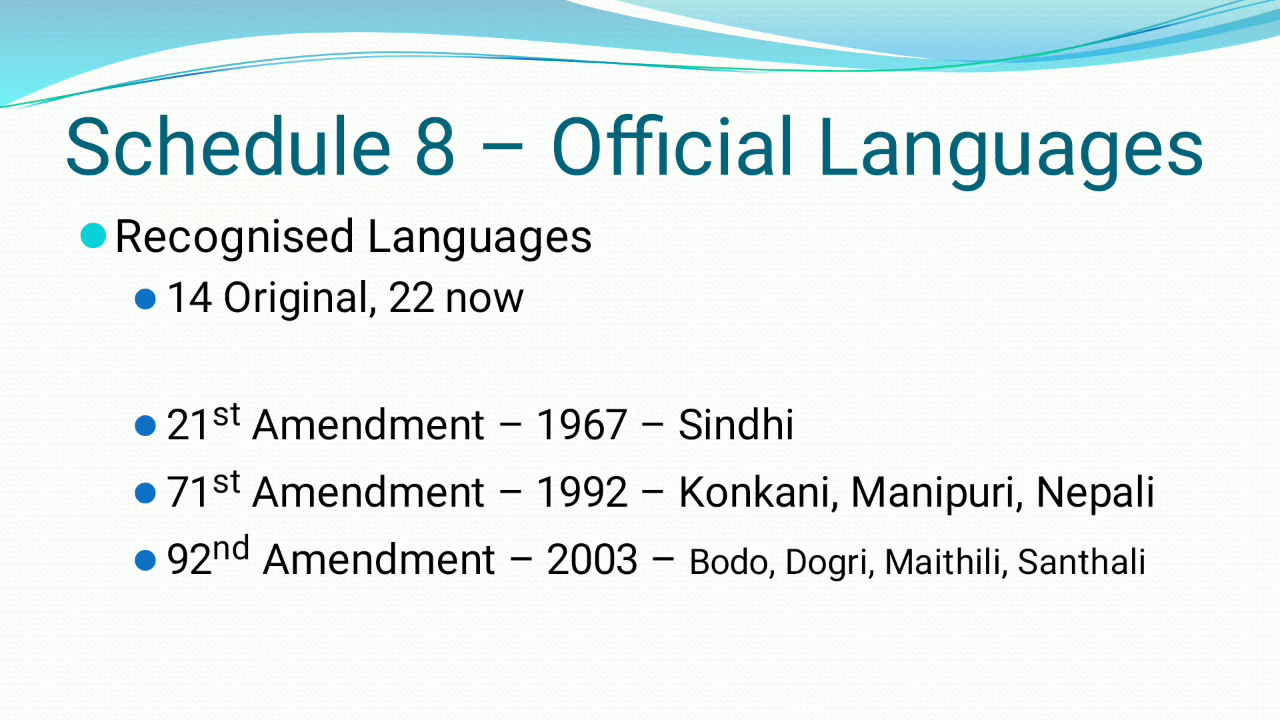 Schedule 8 – Official Languages
Recognised Languages
14 Original, 22 now
21st Amendment – 1967 – Sindhi
71st Amendment – 1992 – Konkani, Manipuri, Nepali
92nd Amendment – 2003 – Bodo, Dogri, Maithili, Santhali